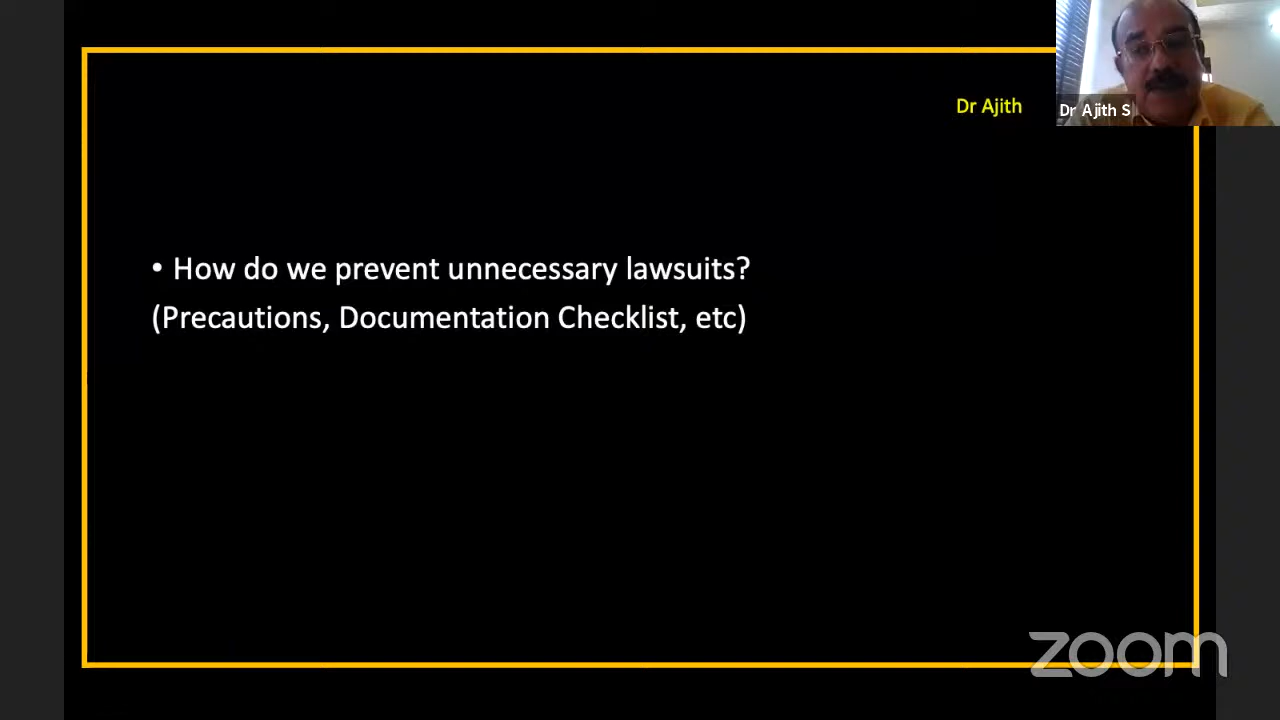 Dr Ajith
Dr Ajith S
• How do we prevent unnecessary lawsuits?
(Precautions, Documentation Checklist, etc)
zoom